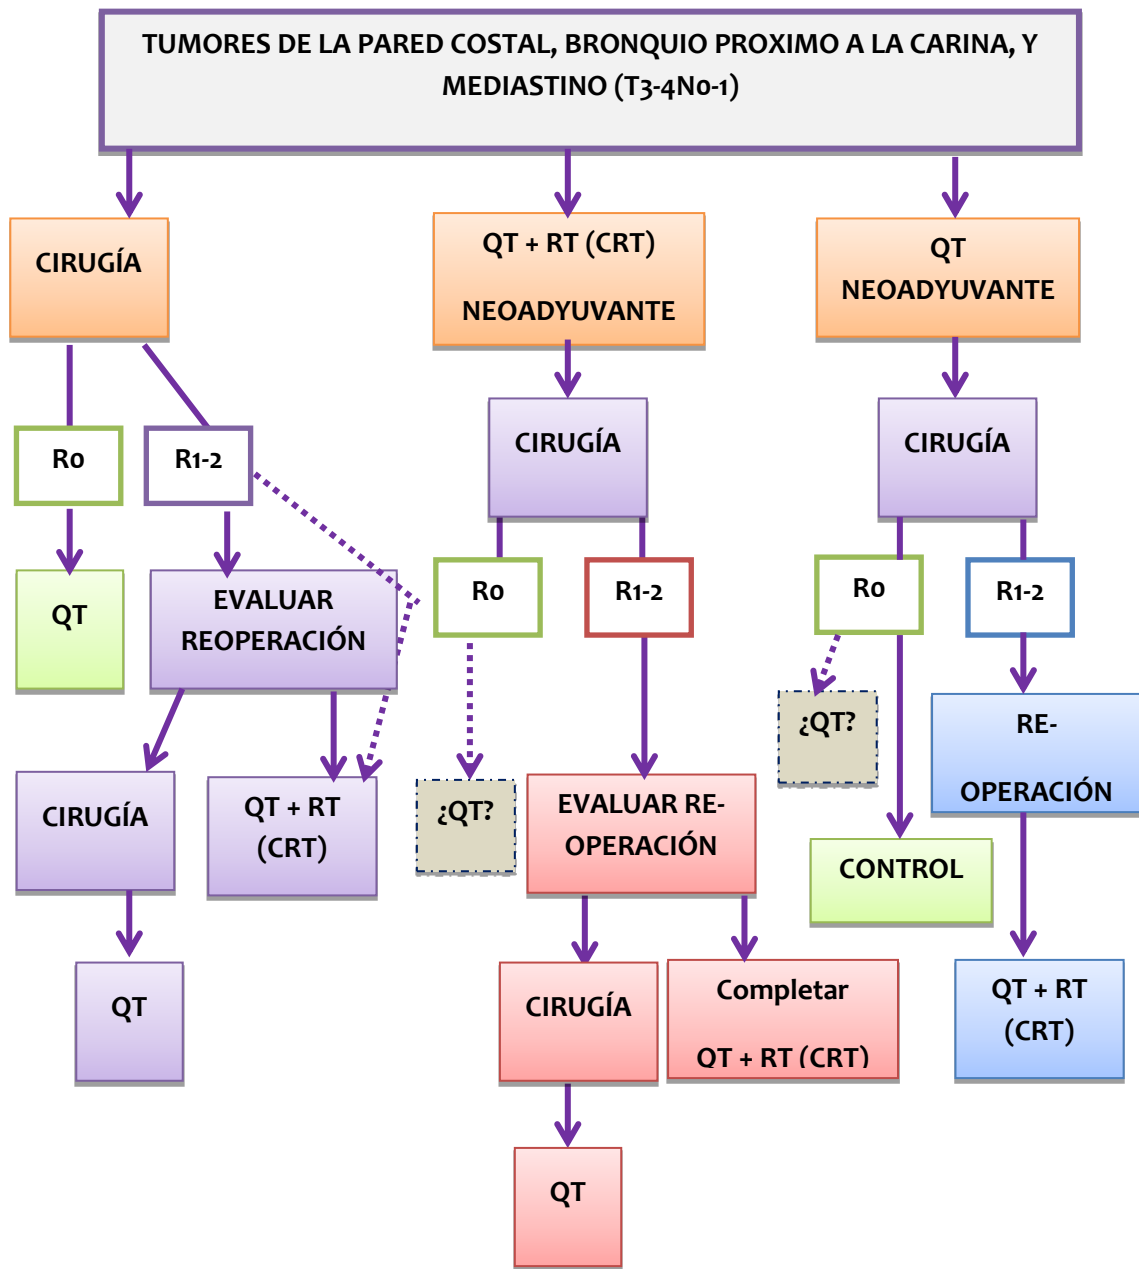 TUMORES DE LA PARED COSTAL, BRONQUIO PROXIMO A LA CARINA, Y
MEDIASTINO (T3-4N0-1)
CIRUGÍA
QT + RT (CRT)
NEOADYUVANTE
QT
NEOADYUVANTE
CIRUGÍA
CIRUGÍA
R0
R1-2
R0
R1-2
R0
R1-2
QT
EVALUAR
REOPERACIÓN
¿QT?
RE-
OPERACIÓN
CIRUGÍA
QT + RT
(CRT)
¿QT?
EVALUAR RE-
OPERACIÓN
CONTROL
QT
CIRUGÍA
Completar
QT + RT (CRT)
QT + RT
(CRT)
QT